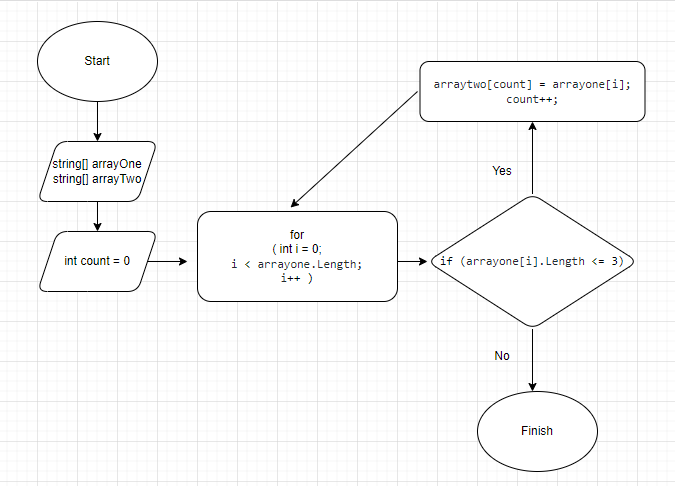 Start
string[] arrayOne
string[] arrayTwo
int count = 0
for
( int i = 0;
i < arrayone.Length;
i++ )
if (arrayone[i].Length <= 3)
Yes
arraytwo[count] = arrayone[i];
count++;
No
Finish